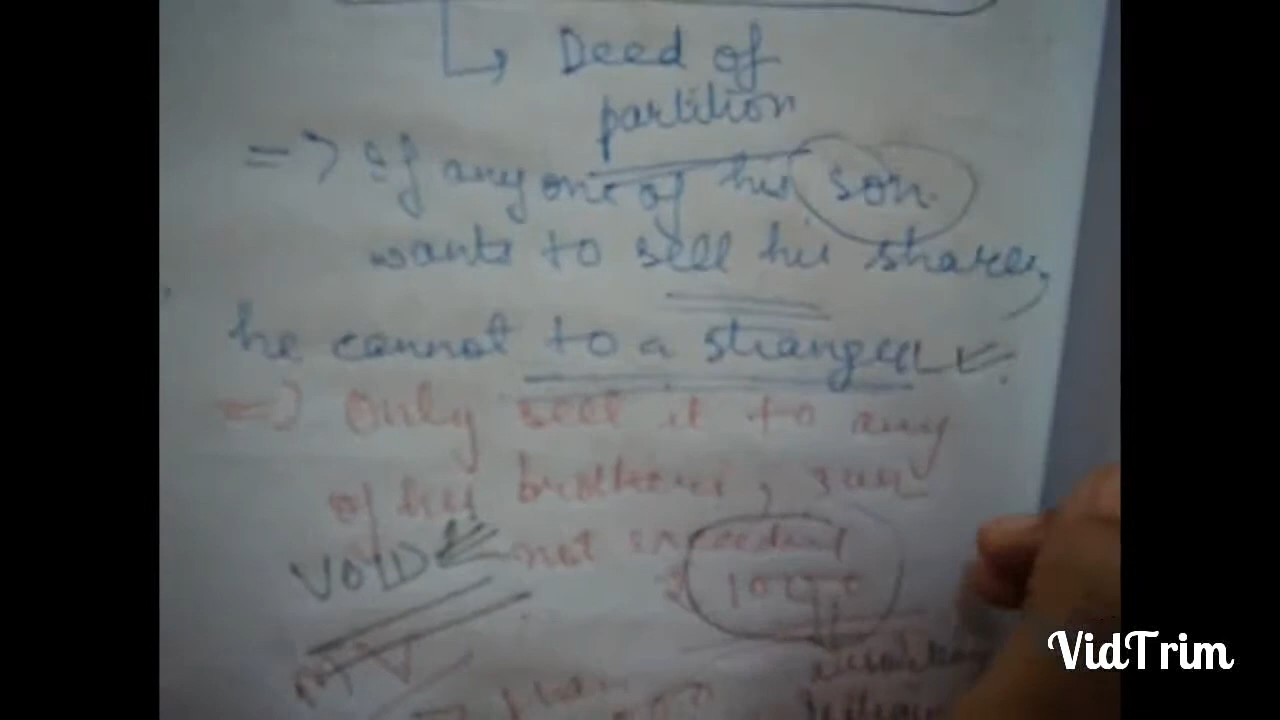 Deed of
partition
=> If any one of his son
wants to sell his share,
he cannot to a stranger
=> Only sell it to any
of his brothers, sum
VOID not exceeding
₹ 10000
VidTrim